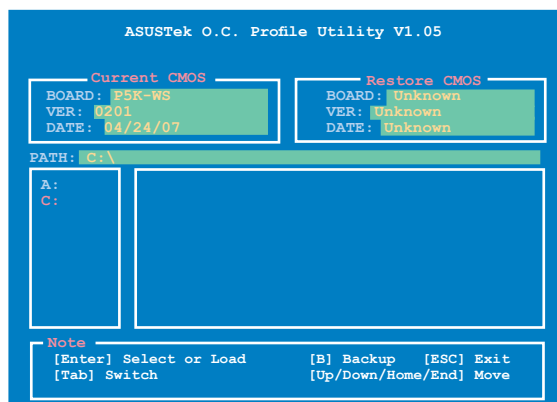 ASUSTek O.C. Profile Utility V1.05
Current CMOS
BOARD: P5K-WS
VER: 0201
DATE: 04/24/07
Restore CMOS
BOARD: Unknown
VER: Unknown
DATE: Unknown
PATH: C:\
A:
C:
Note
[Enter] Select or Load [B] Backup [ESC] Exit
[Tab] Switch [Up/Down/Home/End] Move